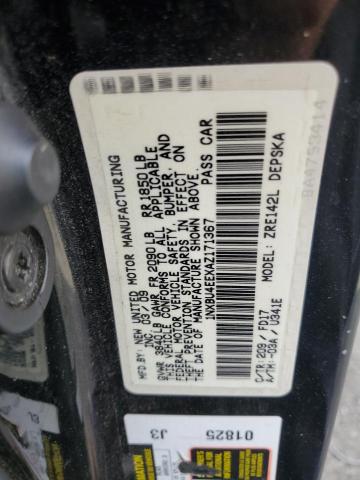 MFR. BY: NEW UNITED MOTOR MANUFACTURING
INC. 03/09
GVWR 3840LB GAWR FR 2090LB RR 1850LB
THIS VEHICLE CONFORMS TO ALL APPLICABLE
FEDERAL MOTOR VEHICLE SAFETY, BUMPER, AND
THEFT PREVENTION STANDARDS IN EFFECT ON
THE DATE OF MANUFACTURE SHOWN ABOVE.
1NXBU4EEXAZ171367 PASS CAR
C/TR: 209 / FD17 MODEL: ZRE142L DEPSKA
A/TM: -03A / U341E
01825
J3